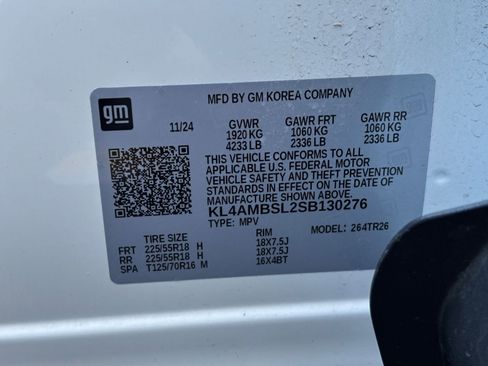 gm
MFD BY GM KOREA COMPANY
11/24 GVWR GAWR FRT GAWR RR
1920 KG 1060 KG 1060 KG
4233 LB 2336 LB 2336 LB
THIS VEHICLE CONFORMS TO ALL
APPLICABLE U.S. FEDERAL MOTOR
VEHICLE SAFETY AND THEFT PREVENTION
STANDARDS IN EFFECT ON THE DATE
OF MANUFACTURE SHOWN ABOVE.
KL4AMBSL2SB130276
TYPE: MPV MODEL: 264TR26
TIRE SIZE RIM
FRT 225/55R18 H 18X7.5J
RR 225/55R18 H 18X7.5J
SPA T125/70R16 M 16X4BT